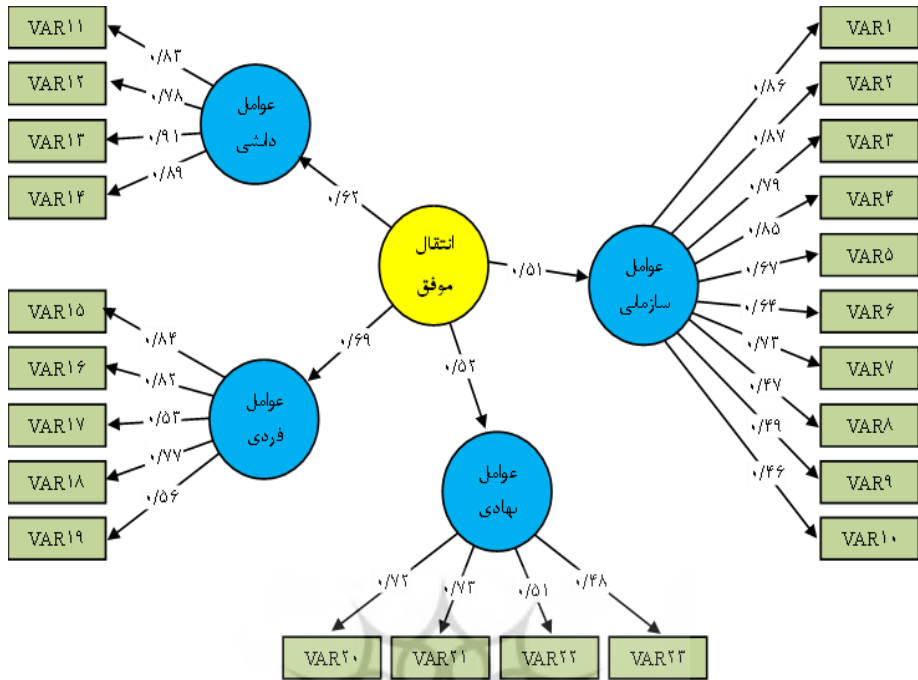 VAR۱۱
VAR۱۲
VAR۱۳
VAR۱۴
۰/۸۳
۰/۷۸
۰/۹۱
۰/۸۹
عوامل
دانشی
۰/۶۲
انتقال
موفق
۰/۵۱
عوامل
سازمانی
۰/۸۶
۰/۸۷
۰/۷۹
۰/۸۵
۰/۶۷
۰/۶۴
۰/۷۳
۰/۴۷
۰/۴۹
۰/۴۶
VAR۱
VAR۲
VAR۳
VAR۴
VAR۵
VAR۶
VAR۷
VAR۸
VAR۹
VAR۱۰
VAR۱۵
VAR۱۶
VAR۱۷
VAR۱۸
VAR۱۹
۰/۸۴
۰/۸۲
۰/۵۳
۰/۷۷
۰/۵۶
عوامل
فردی
۰/۶۹
۰/۵۲
عوامل
نهادی
۰/۷۲
۰/۷۳
۰/۵۱
۰/۴۸
VAR۲۰
VAR۲۱
VAR۲۲
VAR۲۳